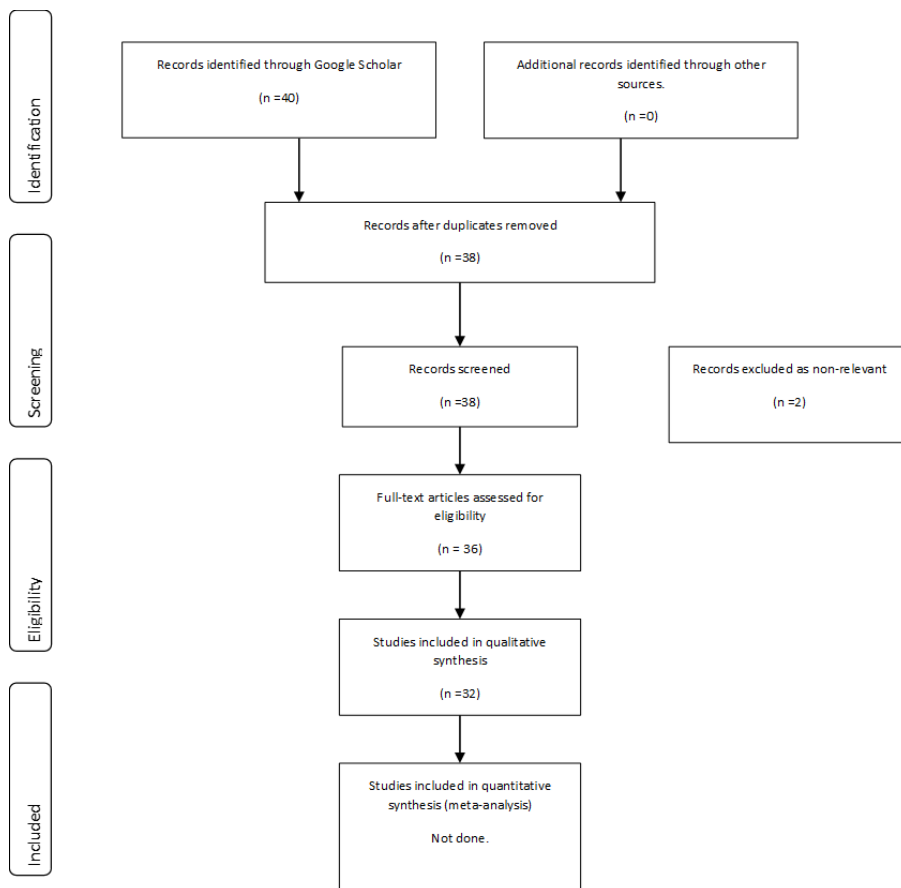 Identification
Records identified through Google Scholar
(n =40)
Additional records identified through other
sources.
(n =0)
Records after duplicates removed
(n =38)
Screening
Records screened
(n =38)
Records excluded as non-relevant
(n =2)
Eligibility
Full-text articles assessed for
eligibility
(n = 36)
Studies included in qualitative
synthesis
(n =32)
Included
Studies included in quantitative
synthesis (meta-analysis)
Not done.